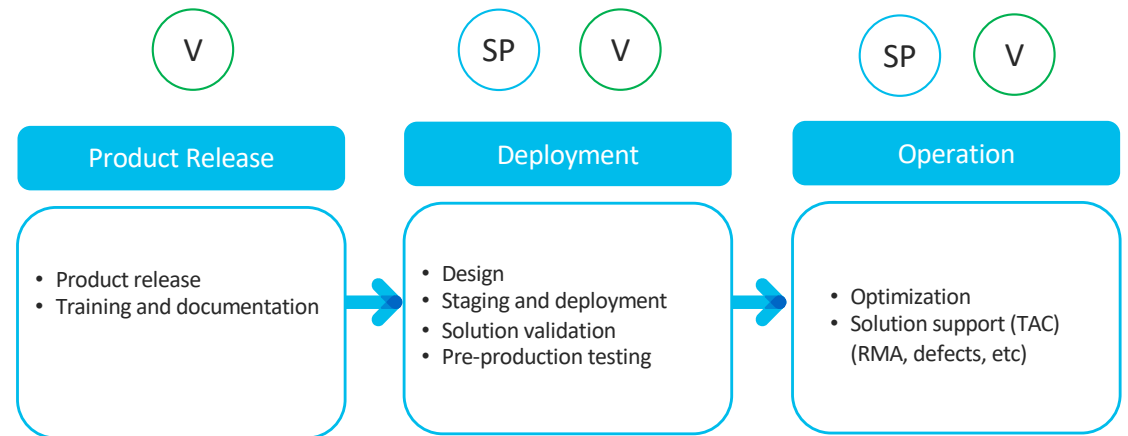 V
SP
V
SP
V
Product Release
Deployment
Operation
• Product release
• Training and documentation
• Design
• Staging and deployment
• Solution validation
• Pre-production testing
• Optimization
• Solution support (TAC)
(RMA, defects, etc)